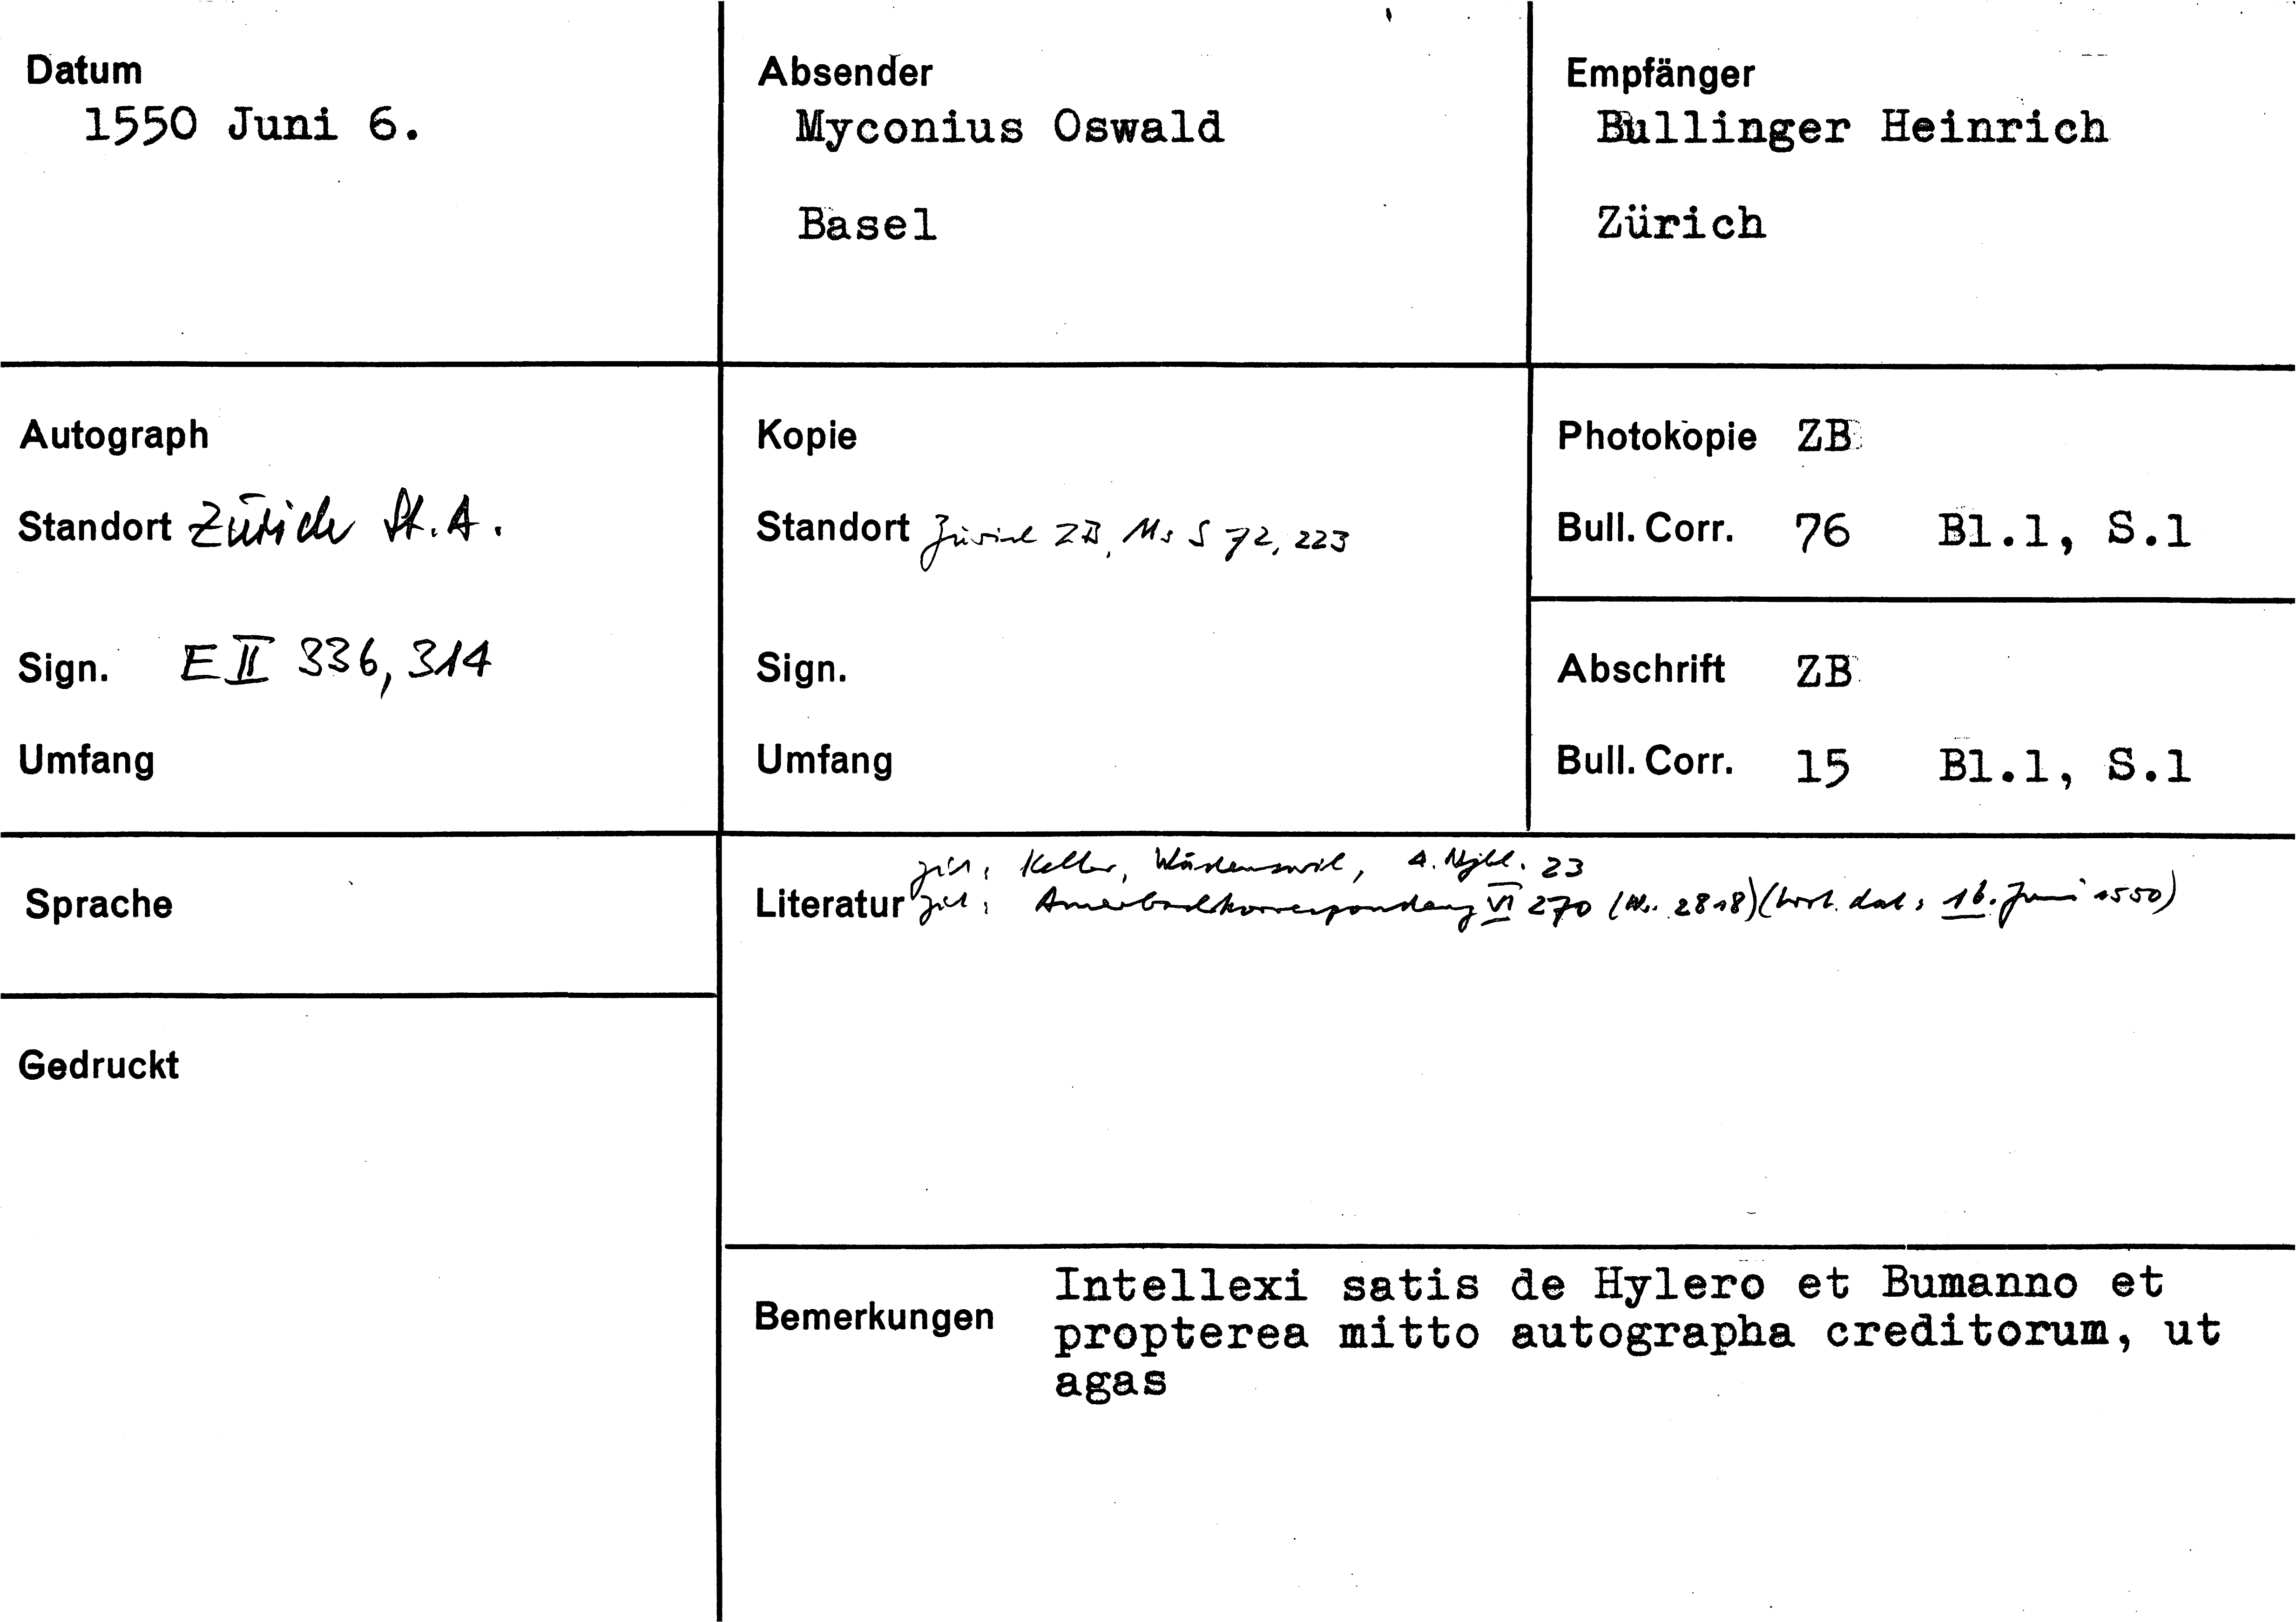 Datum
1550 Juni 6.
Absender
Myconius Oswald
Basel
Empfänger
Bullinger Heinrich
Zürich
Autograph
Standort Zürich St.A.
Sign. E II 336, 314
Umfang
Kopie
Standort Zürich ZB, Ms S 72, 223
Sign.
Umfang
Photokopie ZB
Bull. Corr. 76 Bl.1, S.1
Abschrift ZB
Bull. Corr. 15 Bl.1, S.1
Sprache
Gedruckt
zit: Keller, Wädenswil, 4. Njbl. 23
Literatur zit: Amerbachkorrespondenz VI 270 (Nr. 2818) dat: 16. Juni 1550)
Bemerkungen
Intellexi satis de Hylero et Bumanno et
propterea mitto autographa creditorum, ut
agas